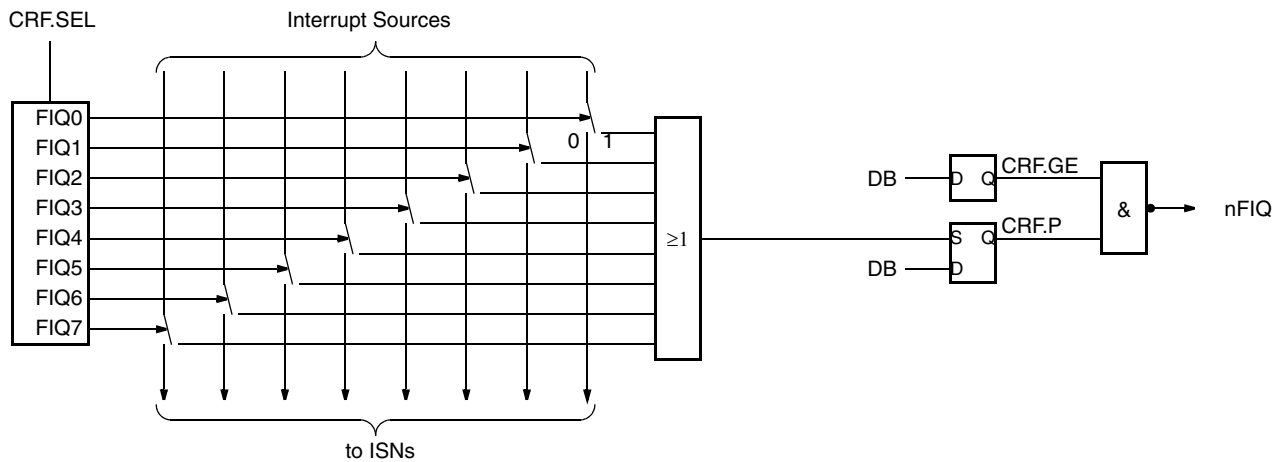 CRF.SEL
Interrupt Sources
FIQ0
FIQ1
FIQ2
FIQ3
FIQ4
FIQ5
FIQ6
FIQ7
0 1
≥1
DB
D Q
CRF.GE
S Q
CRF.P
DB
D
&
nFIQ
to ISNs